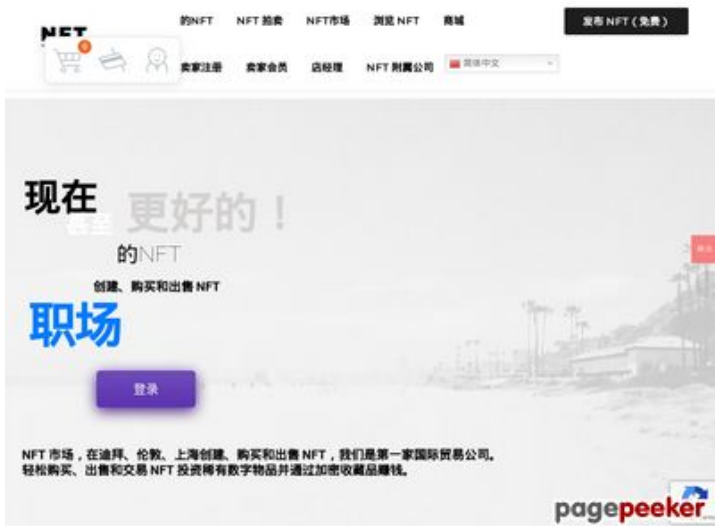 的NFT NFT 拍卖 NFT市场 浏览 NFT 商城 发布 NFT ( 免费 )
NFT
0
卖家注册 卖家会员 店经理 NFT 附属公司 简体中文
现在
甚至 更好的！
的NFT
创建、购买和出售 NFT
职场
登录
NFT 市场，在迪拜、伦敦、上海创建、购买和出售 NFT，我们是第一家国际贸易公司。
轻松购买、出售和交易 NFT 投资稀有数字物品并通过加密收藏品赚钱。
pagepeeker